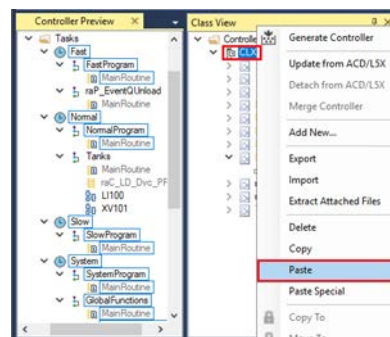 Controller Preview
Tasks
Fast
FastProgram
MainRoutine
raP_EventQUnload
MainRoutine
Normal
NormalProgram
MainRoutine
Tanks
MainRoutine
raC_LD_Dvc_PF
LI100
XV101
Slow
SlowProgram
MainRoutine
System
SystemProgram
MainRoutine
GlobalFunctions
MainRoutine
Class View
Controlle
CLX
Generate Controller
Update from ACD/L5X
Detach from ACD/L5X
Merge Controller
Add New...
Export
Import
Extract Attached Files
Delete
Copy
Paste
Paste Special
Copy To